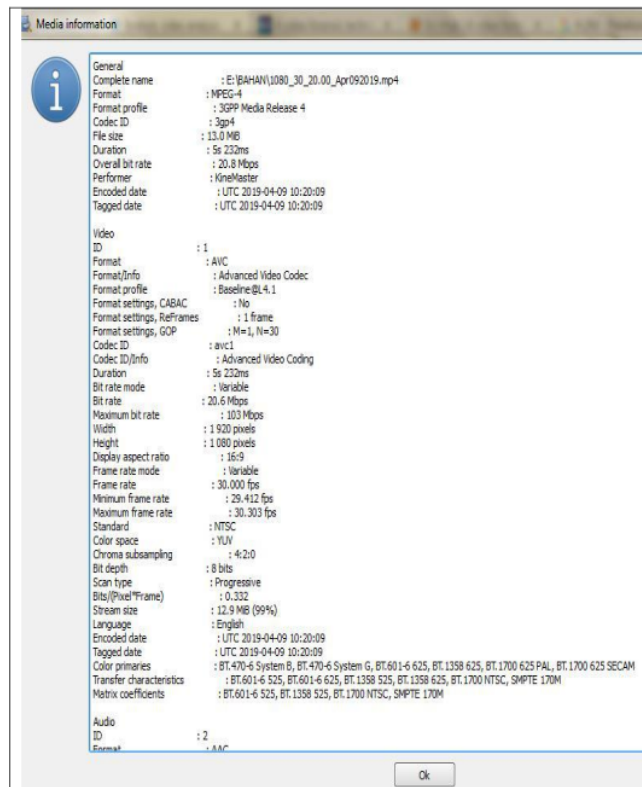 Media information
General
Complete name : E:\BAHAN\1080_30_20.00_Apr092019.mp4
Format : MPEG-4
Format profile : 3GPP Media Release 4
Codec ID : 3gp4
File size : 13.0 MiB
Duration : 5s 232ms
Overall bit rate : 20.8 Mbps
Performer : KineMaster
Encoded date : UTC 2019-04-09 10:20:09
Tagged date : UTC 2019-04-09 10:20:09
Video
ID : 1
Format : AVC
Format/Info : Advanced Video Codec
Format profile : Baseline@L4.1
Format settings, CABAC : No
Format settings, ReFrames : 1 frame
Format settings, GOP : M=1, N=30
Codec ID : avc1
Codec ID/Info : Advanced Video Coding
Duration : 5s 232ms
Bit rate mode : Variable
Bit rate : 20.6 Mbps
Maximum bit rate : 103 Mbps
Width : 1 920 pixels
Height : 1 080 pixels
Display aspect ratio : 16:9
Frame rate mode : Variable
Frame rate : 30.000 fps
Minimum frame rate : 29.412 fps
Maximum frame rate : 30.303 fps
Standard : NTSC
Color space : YUV
Chroma subsampling : 4:2:0
Bit depth : 8 bits
Scan type : Progressive
Bits/(Pixel*Frame) : 0.332
Stream size : 12.9 MiB (99%)
Language : English
Encoded date : UTC 2019-04-09 10:20:09
Tagged date : UTC 2019-04-09 10:20:09
Color primaries : BT.470-6 System B, BT.470-6 System G, BT.601-6 625, BT.1358 625, BT.1700 625 PAL, BT.1700 625 SECAM
Transfer characteristics : BT.601-6 525, BT.601-6 625, BT.1358 525, BT.1358 625, BT.1700 NTSC, SMPTE 170M
Matrix coefficients : BT.601-6 525, BT.1358 525, BT.1700 NTSC, SMPTE 170M
Audio
ID : 2
Format : AAC
Ok